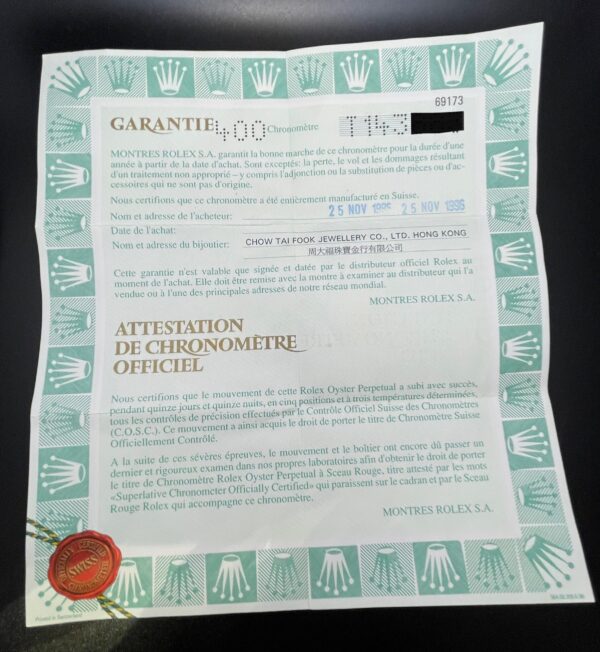 69173
GARANTIE 400 Chronomètre T143
MONTRES ROLEX S.A. garantit la bonne marche de ce chronomètre pour la durée d'une
année à partir de la date d'achat. Sont exceptés: la perte, le vol et les dommages résultant
d'un traitement non approprié – y compris l'adjonction ou la substitution de pièces ou d'ac-
cessoires qui ne sont pas d'origine.
Nous certifions que ce chronomètre a été entièrement manufacturé en Suisse.
Nom et adresse de l'acheteur: 25 NOV 1996 25 NOV 1996
Date de l'achat:
Nom et adresse du bijoutier: CHOW TAI FOOK JEWELLERY CO., LTD. HONG KONG
周大福珠寶金行有限公司
Cette garantie n'est valable que signée et datée par le distributeur officiel Rolex au
moment de l'achat. Elle doit être remise avec la montre à examiner au distributeur qui l'a
vendue ou à l'une des principales adresses de notre réseau mondial.
MONTRES ROLEX S.A.
ATTESTATION
DE CHRONOMÈTRE
OFFICIEL
Nous certifions que le mouvement de cette Rolex Oyster Perpetual a subi avec succès,
pendant quinze jours et quinze nuits, en cinq positions et à trois températures déterminées,
tous les contrôles de précision effectués par le Contrôle Officiel Suisse des Chronomètres
(C.O.S.C.). Ce mouvement a ainsi acquis le droit de porter le titre de Chronomètre Suisse
Officiellement Contrôlé.
A la suite de ces sévères épreuves, le mouvement et le boîtier ont encore dû passer un
dernier et rigoureux examen dans nos propres laboratoires afin d'obtenir le droit de porter
le titre de Chronomètre Rolex Oyster Perpetual à Sceau Rouge, titre attesté par les mots
«Superlative Chronometer Officially Certified» qui paraissent sur le cadran et par le Sceau
Rouge Rolex qui accompagne ce chronomètre.
MONTRES ROLEX S.A.
SWISS
Printed in Switzerland